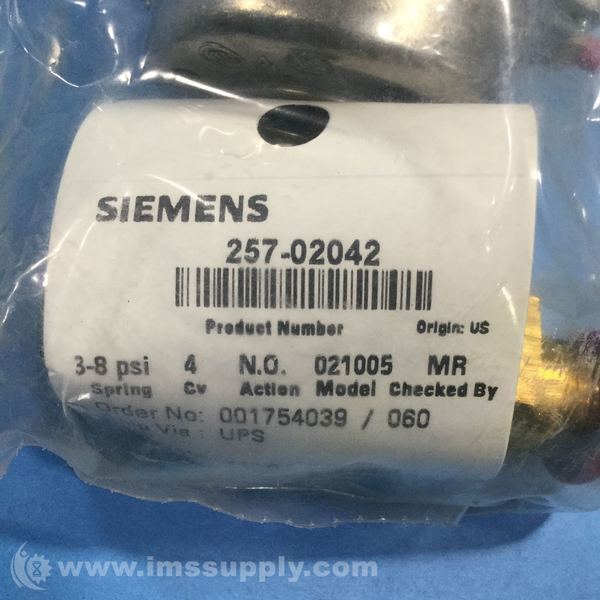 SIEMENS
257-02042
Product Number Origin: US
3-8 psi 4 N.O. 021005 MR
Spring Cv Action Model Checked By
Order No: 001754039 / 060
Via : UPS
www.imssupply.com